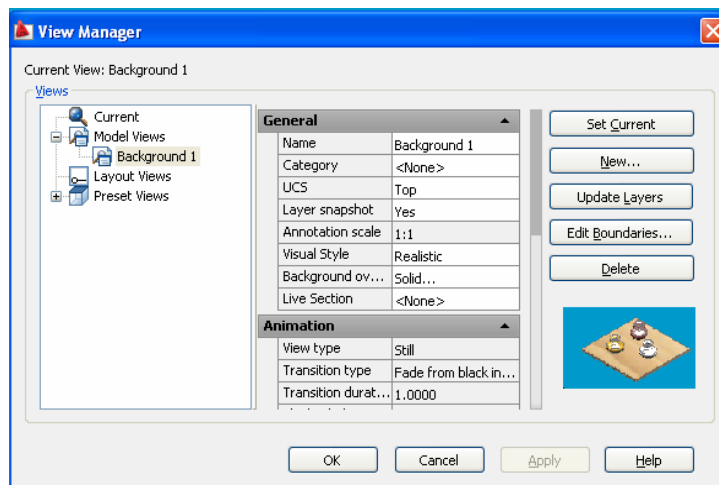 View Manager
Current View: Background 1
Views
Current
Model Views
Background 1
Layout Views
Preset Views
General
Name Background 1
Category <None>
UCS Top
Layer snapshot Yes
Annotation scale 1:1
Visual Style Realistic
Background ov... Solid...
Live Section <None>
Animation
View type Still
Transition type Fade from black in...
Transition durat... 1.0000
Set Current
New...
Update Layers
Edit Boundaries...
Delete
OK Cancel Apply Help